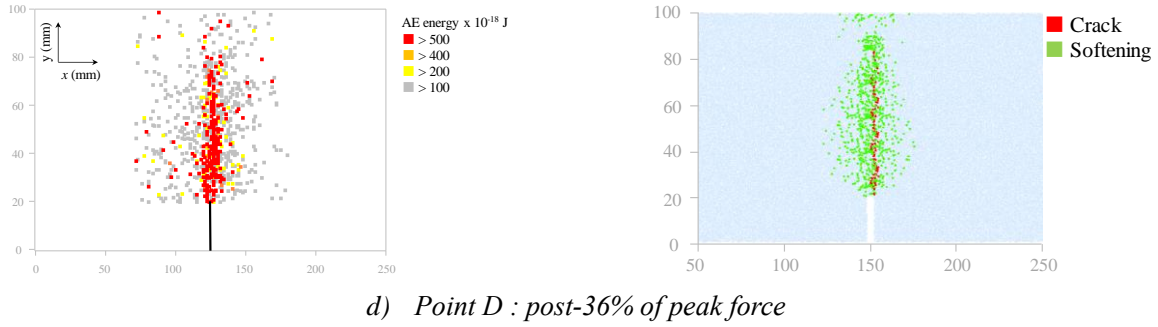 100
80
60
40
20
0
y (mm)
x (mm)
0 50 100 150 200 250
AE energy x 10⁻¹⁸ J
> 500
> 400
> 200
> 100
100
80
60
40
20
0
50 100 150 200 250
Crack
Softening
d) Point D : post-36% of peak force